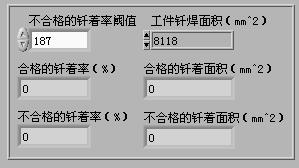 不合格的钎着率阈值 工件钎焊面积(mm^2)
187 8118
合格的钎着率(%) 合格的钎着面积(mm^2)
0 0
不合格的钎着率(%) 不合格的钎着面积(mm^2)
0 0